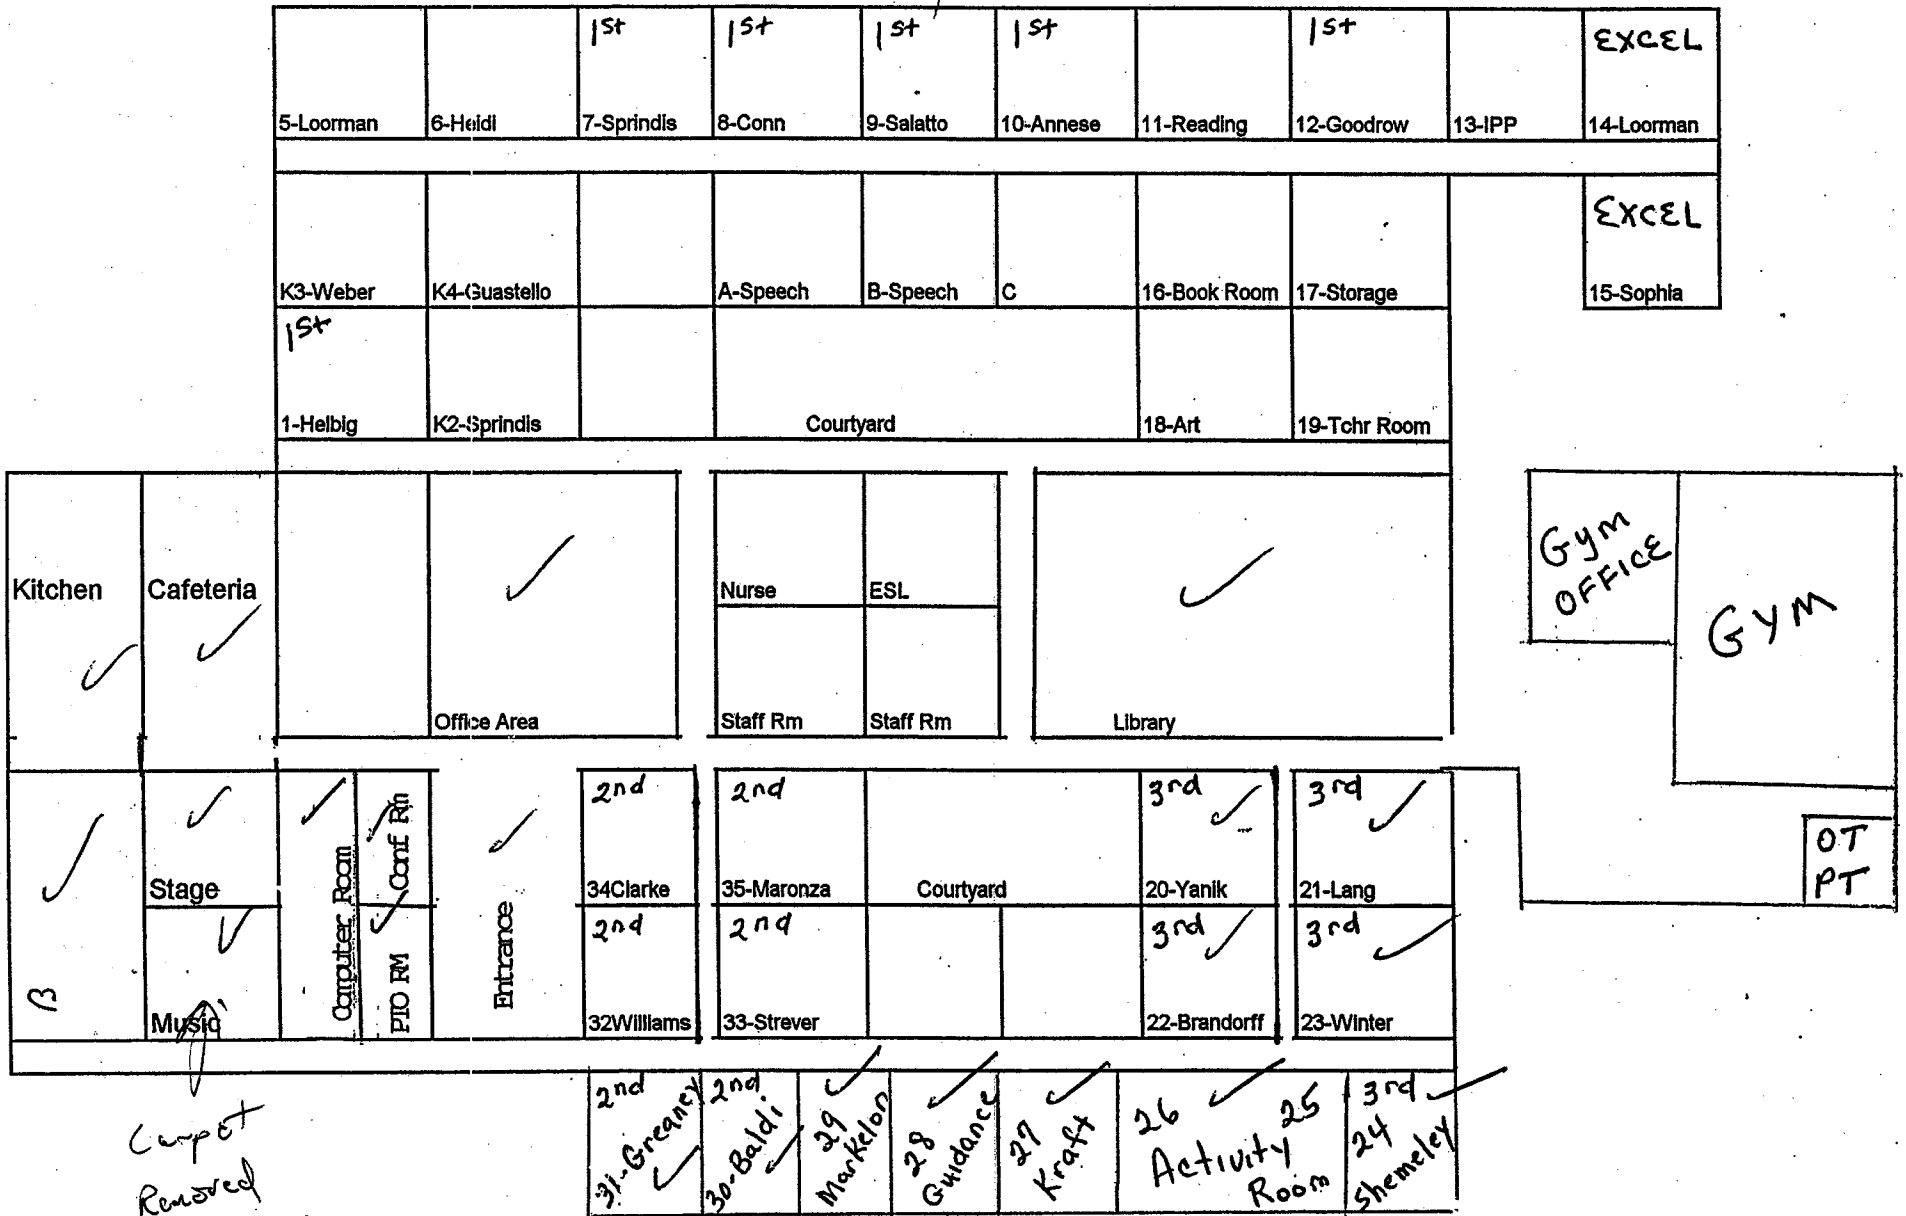 1st 1st 1st 1st 1st EXCEL
5-Loorman 6-Heidi 7-Sprindis 8-Conn 9-Salatto 10-Annese 11-Reading 12-Goodrow 13-IPP 14-Loorman
EXCEL
K3-Weber K4-Guastello A-Speech B-Speech C 16-Book Room 17-Storage 15-Sophia
1st
1-Helbig K2-Sprindis Courtyard 18-Art 19-Tchr Room
Gym
OFFICE
GYM
Kitchen Cafeteria Nurse ESL
Office Area Staff Rm Staff Rm Library
2nd 2nd 3rd 3rd
Stage 34Clarke 35-Maronza Courtyard 20-Yanik 21-Lang
OT
PT
Computer Room
Conf Rm
PTO RM
Entrance
2nd 2nd 3rd 3rd
B
Music 32Williams 33-Strever 22-Brandorff 23-Winter
2nd
31-Greaney
2nd
30-Baldi
29
Markelon
28
Guidance
27
Kraft
26 25
Activity
Room
3rd
24
Shemeley
Carpet
Removed